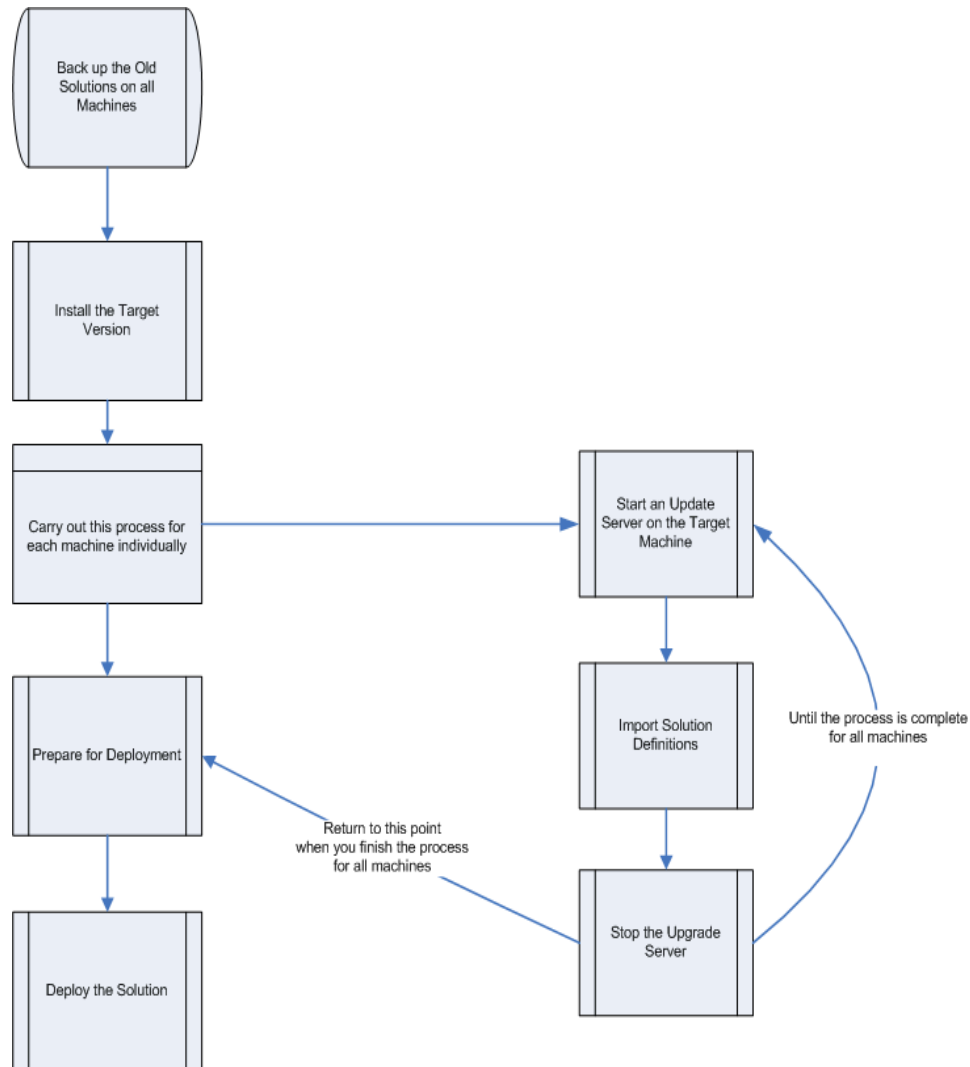 Back up the Old
Solutions on all
Machines
Install the Target
Version
Carry out this process for
each machine individually
Start an Update
Server on the Target
Machine
Import Solution
Definitions
Until the process is complete
for all machines
Prepare for Deployment
Return to this point
when you finish the process
for all machines
Stop the Upgrade
Server
Deploy the Solution